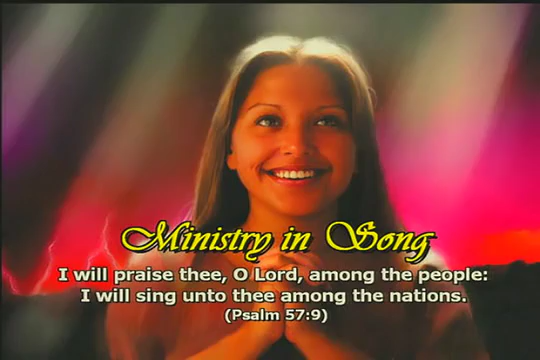 Ministry in Song
I will praise thee, O Lord, among the people:
I will sing unto thee among the nations.
(Psalm 57:9)